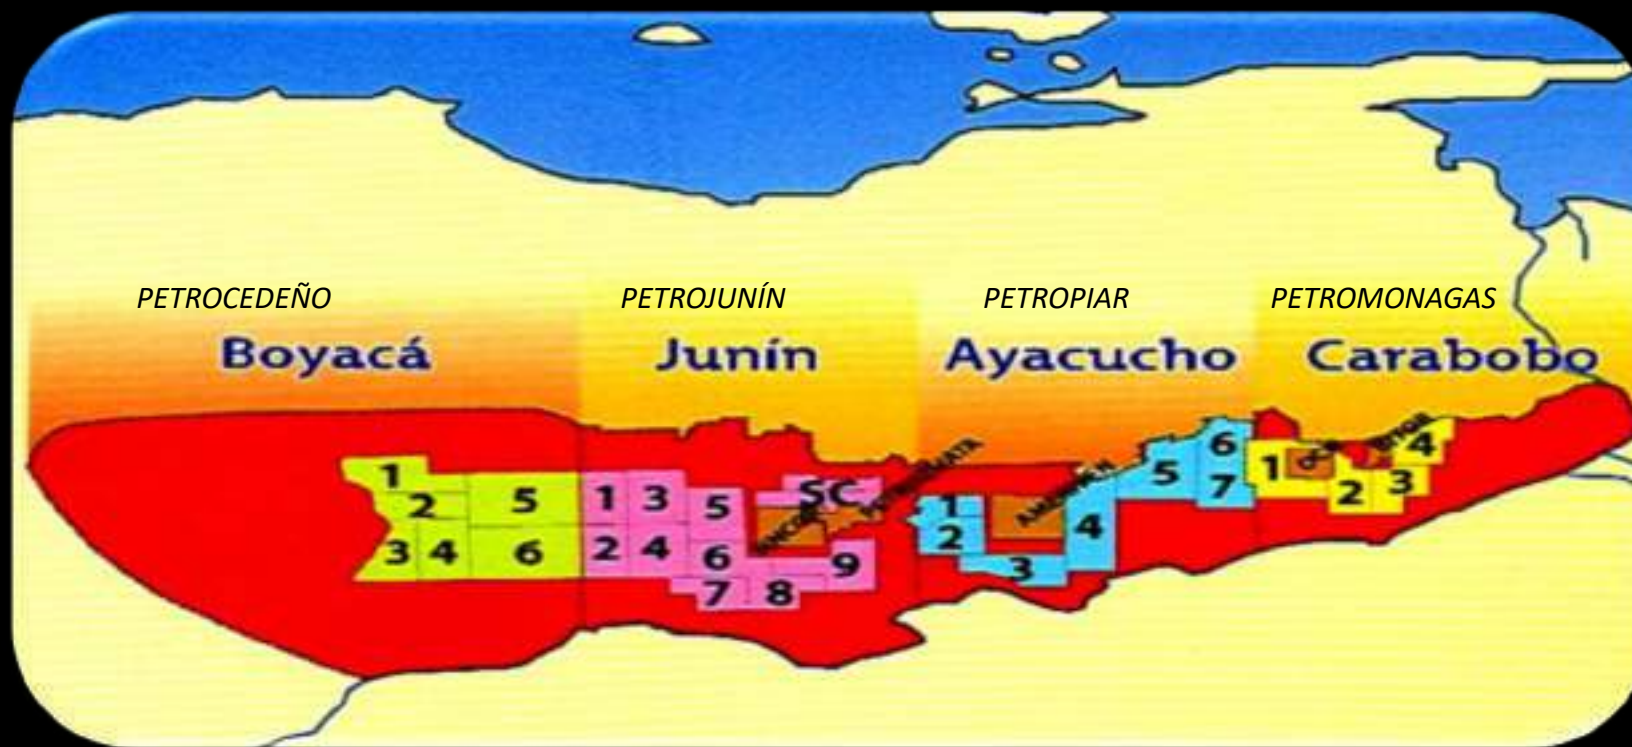 PETROCEDEÑO PETROJUNÍN PETROPIAR PETROMONAGAS
Boyacá Junín Ayacucho Carabobo
1
2
5
3 4 6
1 3 5 SC
2 4 6 9
7 8
1
2
3
4
5
6
7
1
2 3
4